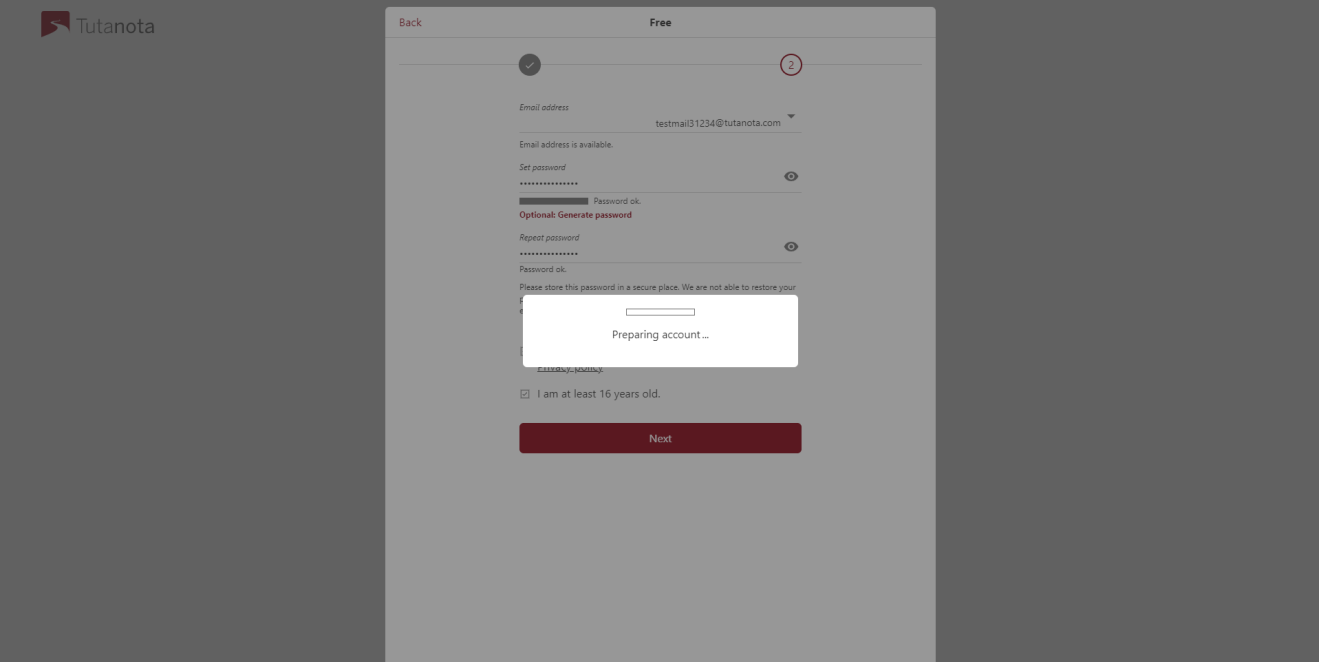 Tutanota
Back
Free
2
Email address
testmail31234@tutanota.com
Email address is available.
Set password
•••••••••••••••
Password ok.
Optional: Generate password
Repeat password
•••••••••••••••
Password ok.
Please store this password in a secure place. We are not able to restore your
Preparing account ...
Privacy policy
I am at least 16 years old.
Next